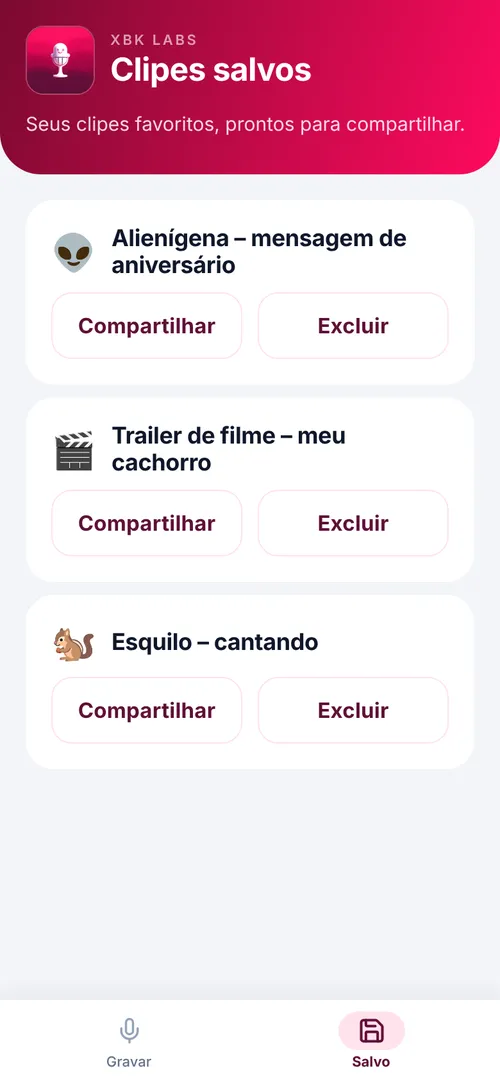 XBK LABS
Clipes salvos
Seus clipes favoritos, prontos para compartilhar.
Alienígena – mensagem de
aniversário
Compartilhar
Excluir
Trailer de filme – meu
cachorro
Compartilhar
Excluir
Esquilo – cantando
Compartilhar
Excluir
Gravar
Salvo